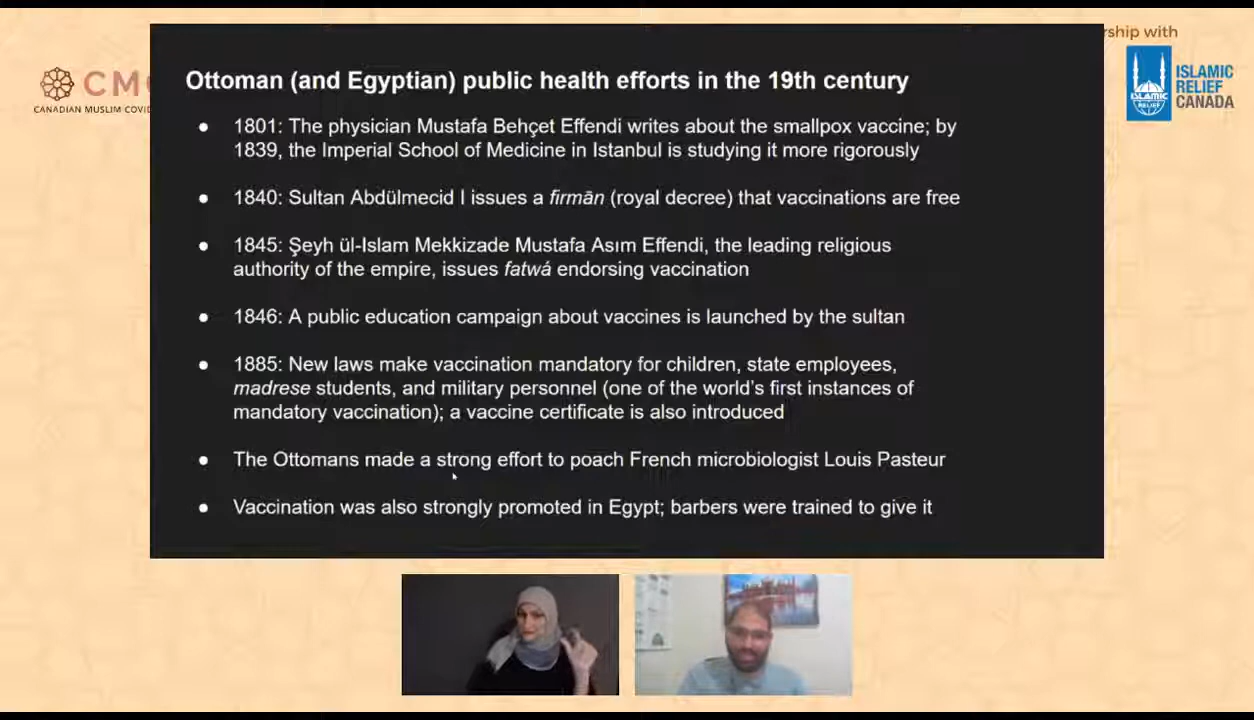 rship with
CMC
CANADIAN MUSLIM COVID
ISLAMIC
RELIEF
CANADA
ISLAMIC
RELIEF
Ottoman (and Egyptian) public health efforts in the 19th century
● 1801: The physician Mustafa Behçet Effendi writes about the smallpox vaccine; by
1839, the Imperial School of Medicine in Istanbul is studying it more rigorously
● 1840: Sultan Abdülmecid I issues a firmān (royal decree) that vaccinations are free
● 1845: Şeyh ül-Islam Mekkizade Mustafa Asım Effendi, the leading religious
authority of the empire, issues fatwá endorsing vaccination
● 1846: A public education campaign about vaccines is launched by the sultan
● 1885: New laws make vaccination mandatory for children, state employees,
madrese students, and military personnel (one of the world's first instances of
mandatory vaccination); a vaccine certificate is also introduced
● The Ottomans made a strong effort to poach French microbiologist Louis Pasteur
● Vaccination was also strongly promoted in Egypt; barbers were trained to give it